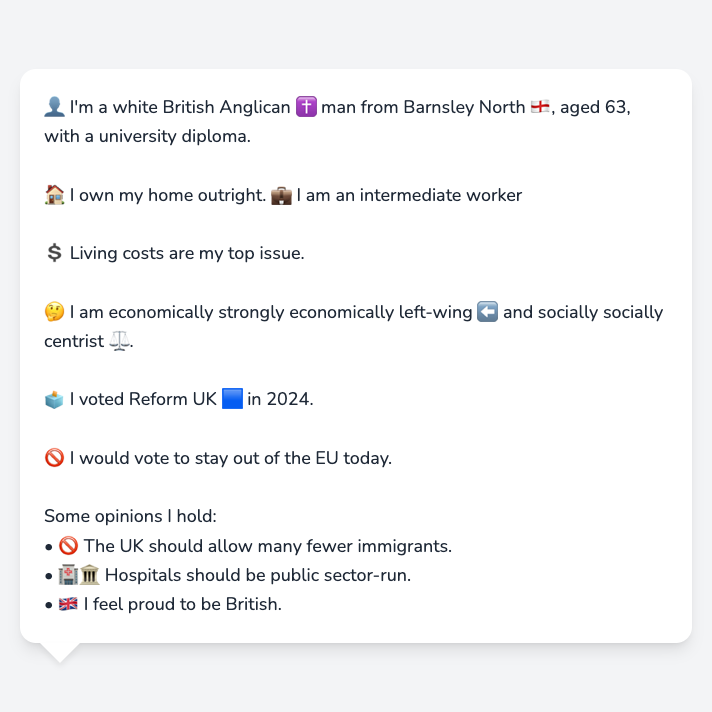 👤 I'm a white British Anglican ✝️ man from Barnsley North 🏴󠁧󠁢󠁥󠁮󠁧󠁿, aged 63,
with a university diploma.
🏠 I own my home outright. 💼 I am an intermediate worker
💲 Living costs are my top issue.
🤔 I am economically strongly economically left-wing ⬅️ and socially socially
centrist ⚖️.
🗳️ I voted Reform UK 🟦 in 2024.
🚫 I would vote to stay out of the EU today.
Some opinions I hold:
• 🚫 The UK should allow many fewer immigrants.
• 🏥🏛️ Hospitals should be public sector-run.
• 🇬🇧 I feel proud to be British.